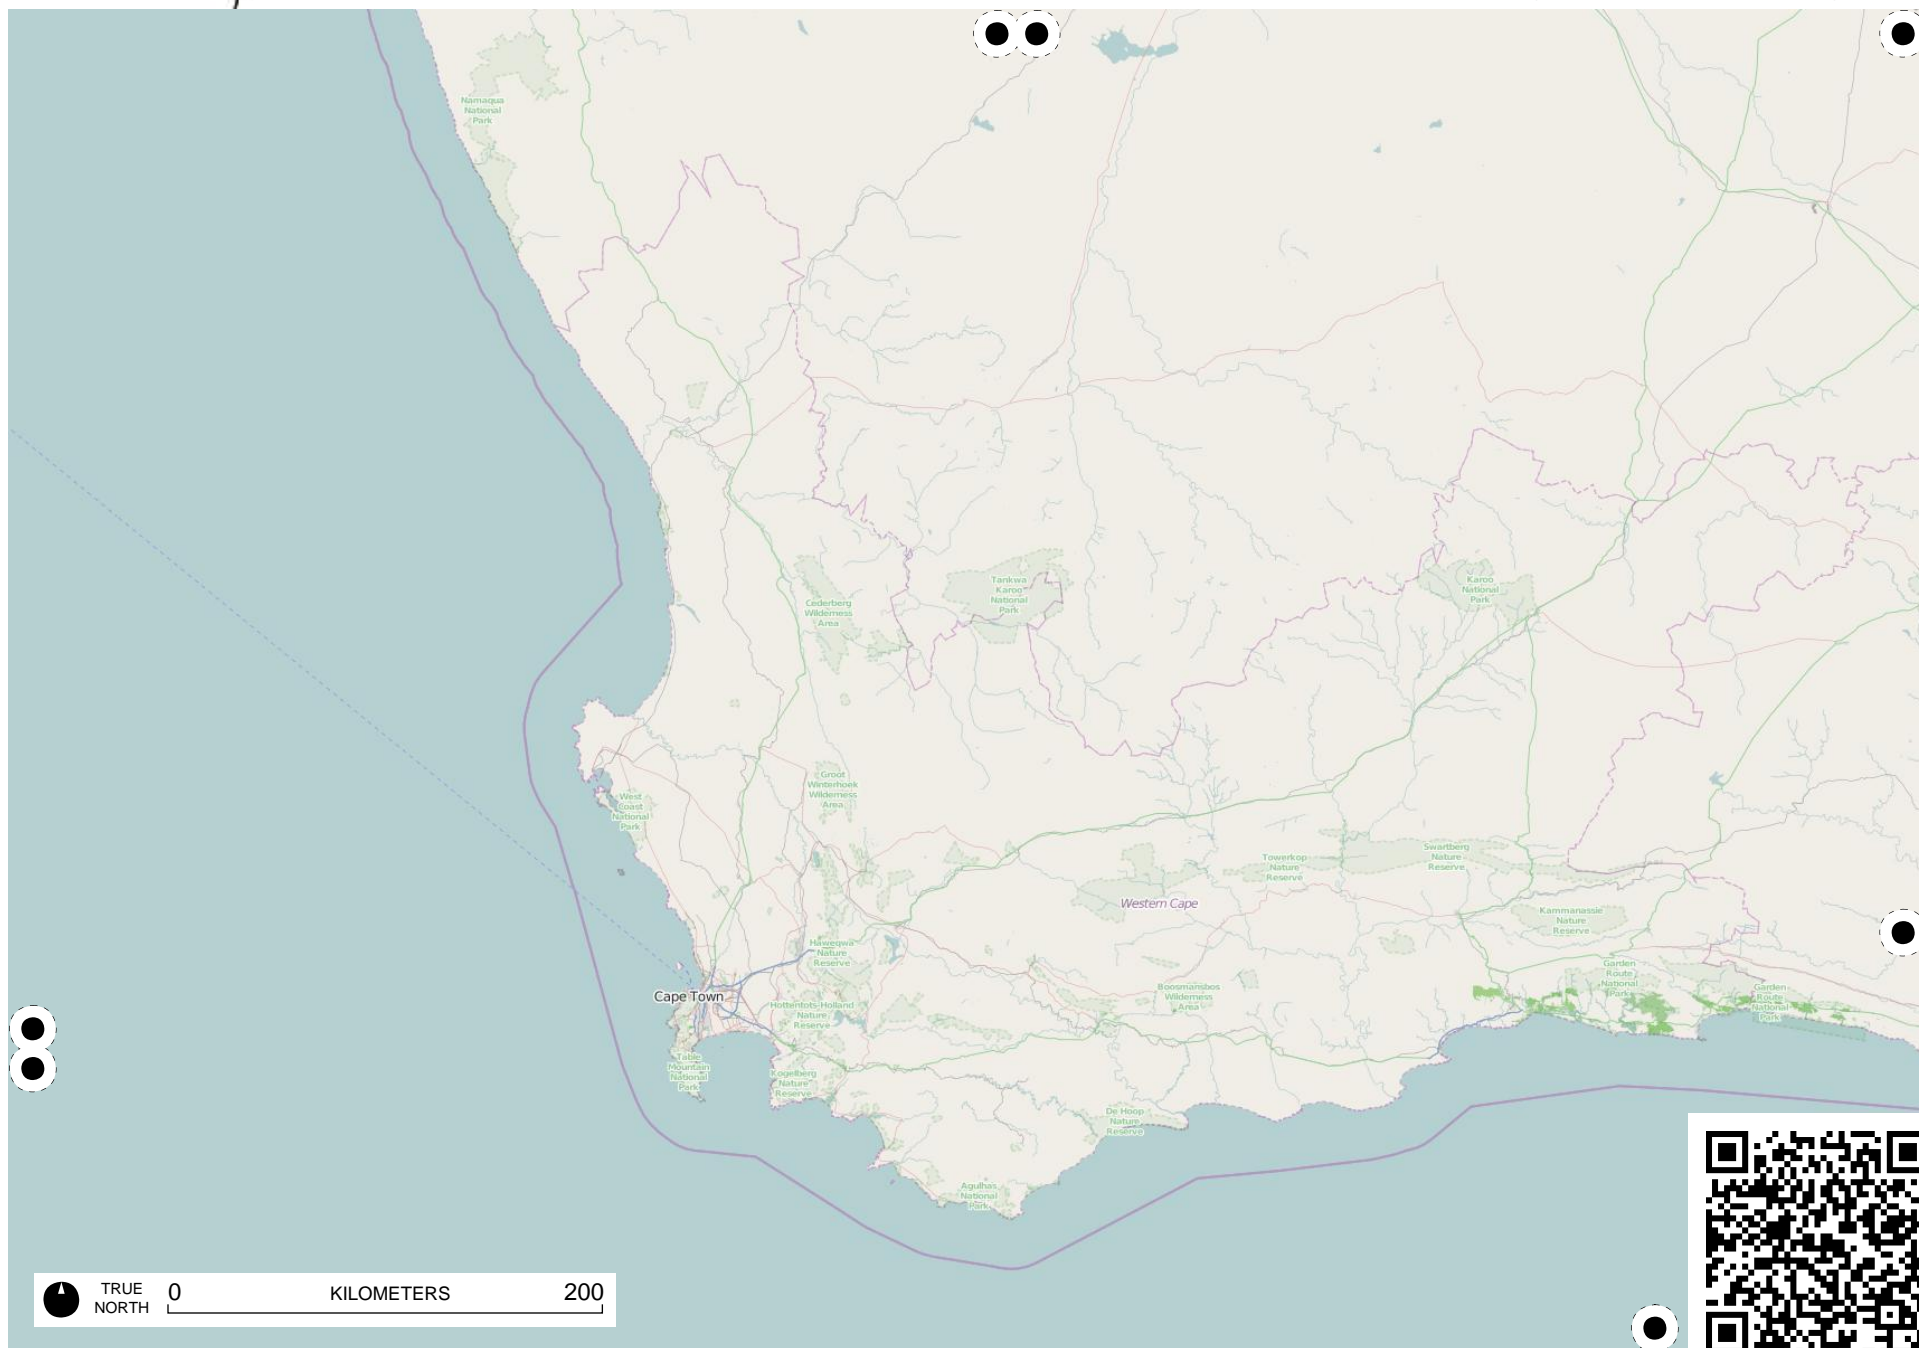 Namaqua
National
Park
Tankwa
Karoo
National
Park
Karoo
National
Park
Cederberg
Wilderness
Area
Groot
Winterhoek
Wilderness
Area
West
Coast
National
Park
Towerkop
Nature
Reserve
Swartberg
Nature
Reserve
Western Cape
Kammanassie
Nature
Reserve
Haweqwa
Nature
Reserve
Garden
Route
National
Park
Boosmansbos
Wilderness
Area
Garden
Route
National
Park
Cape Town
Hottentots-Holland
Nature
Reserve
Table
Mountain
National
Park
Kogelberg
Nature
Reserve
De Hoop
Nature
Reserve
Agulhas
National
Park
TRUE
NORTH
0 KILOMETERS 200